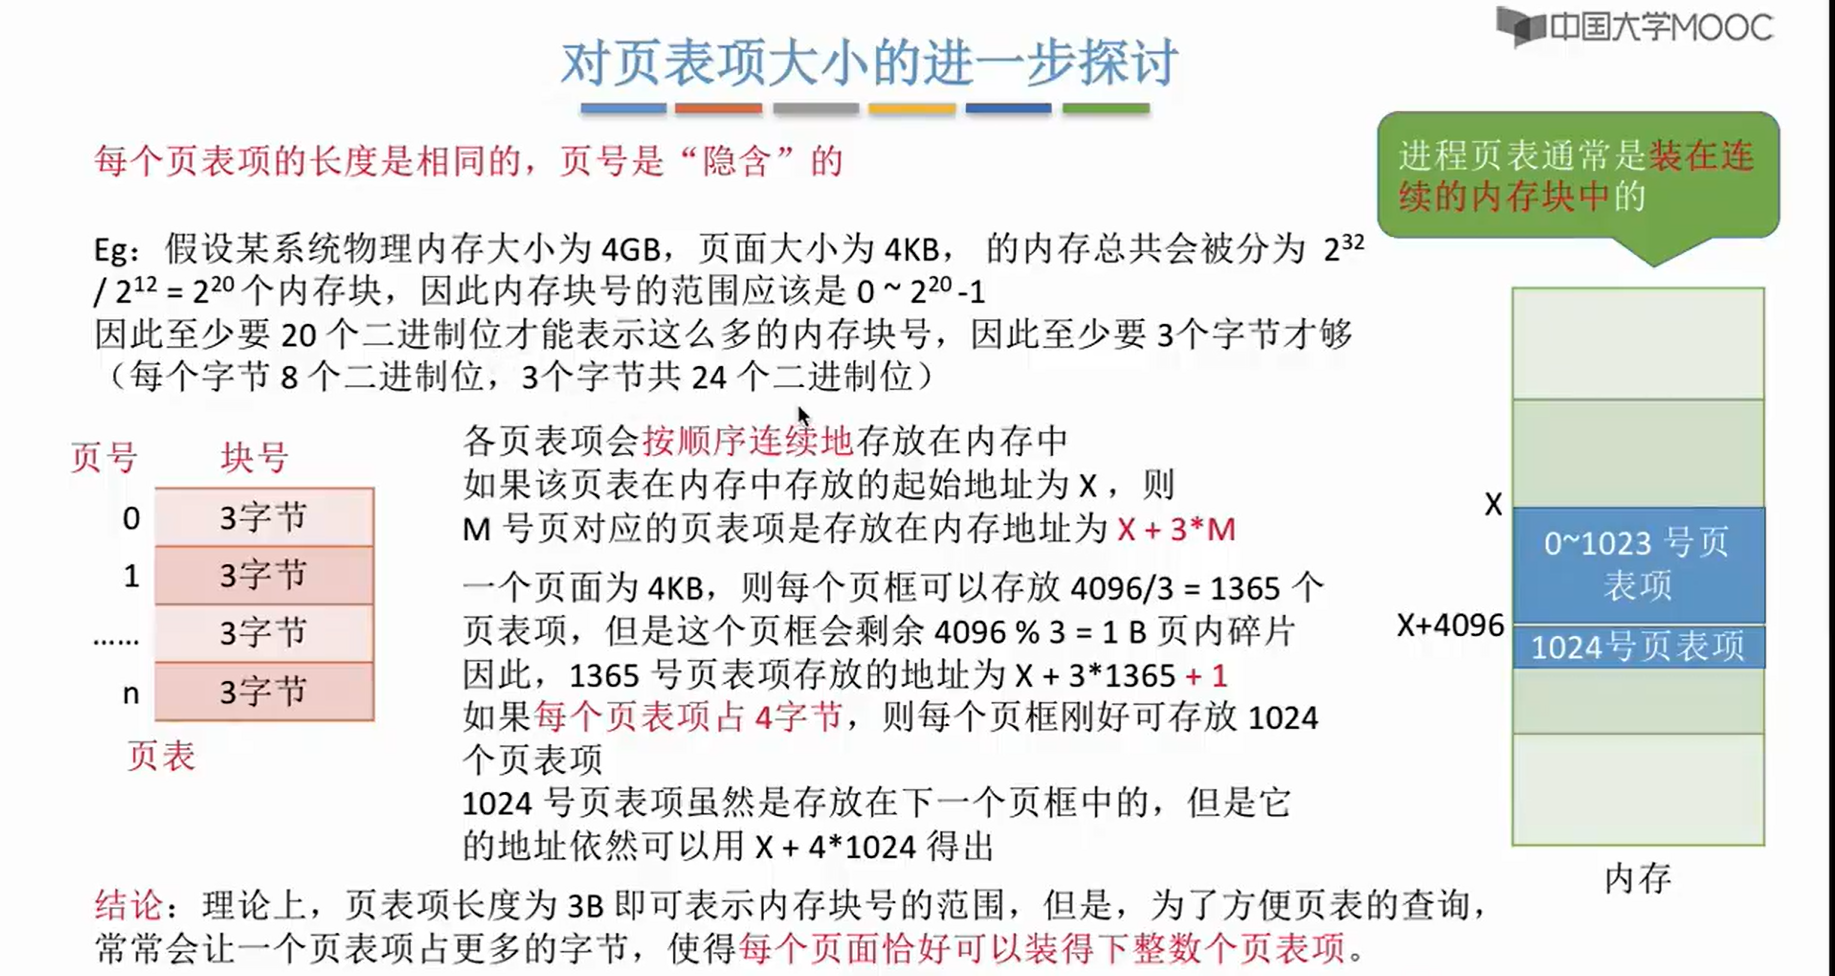 中国大学MOOC
对页表项大小的进一步探讨
每个页表项的长度是相同的，页号是“隐含”的
进程页表通常是装在连
续的内存块中的
Eg：假设某系统物理内存大小为 4GB，页面大小为 4KB， 的内存总共会被分为 2³²
/ 2¹² = 2²⁰ 个内存块，因此内存块号的范围应该是 0 ~ 2²⁰ -1
因此至少要 20 个二进制位才能表示这么多的内存块号，因此至少要 3个字节才够
（每个字节 8 个二进制位，3个字节共 24 个二进制位）
页号 块号
0 3字节
1 3字节
…… 3字节
n 3字节
页表
各页表项会按顺序连续地存放在内存中
如果该页表在内存中存放的起始地址为 X ，则
M 号页对应的页表项是存放在内存地址为 X + 3*M
一个页面为 4KB，则每个页框可以存放 4096/3 = 1365 个
页表项，但是这个页框会剩余 4096 % 3 = 1 B 页内碎片
因此，1365 号页表项存放的地址为 X + 3*1365 + 1
如果每个页表项占 4字节，则每个页框刚好可存放 1024
个页表项
1024 号页表项虽然是存放在下一个页框中的，但是它
的地址依然可以用 X + 4*1024 得出
X
0~1023 号页
表项
X+4096
1024号页表项
内存
结论：理论上，页表项长度为 3B 即可表示内存块号的范围，但是，为了方便页表的查询，
常常会让一个页表项占更多的字节，使得每个页面恰好可以装得下整数个页表项。